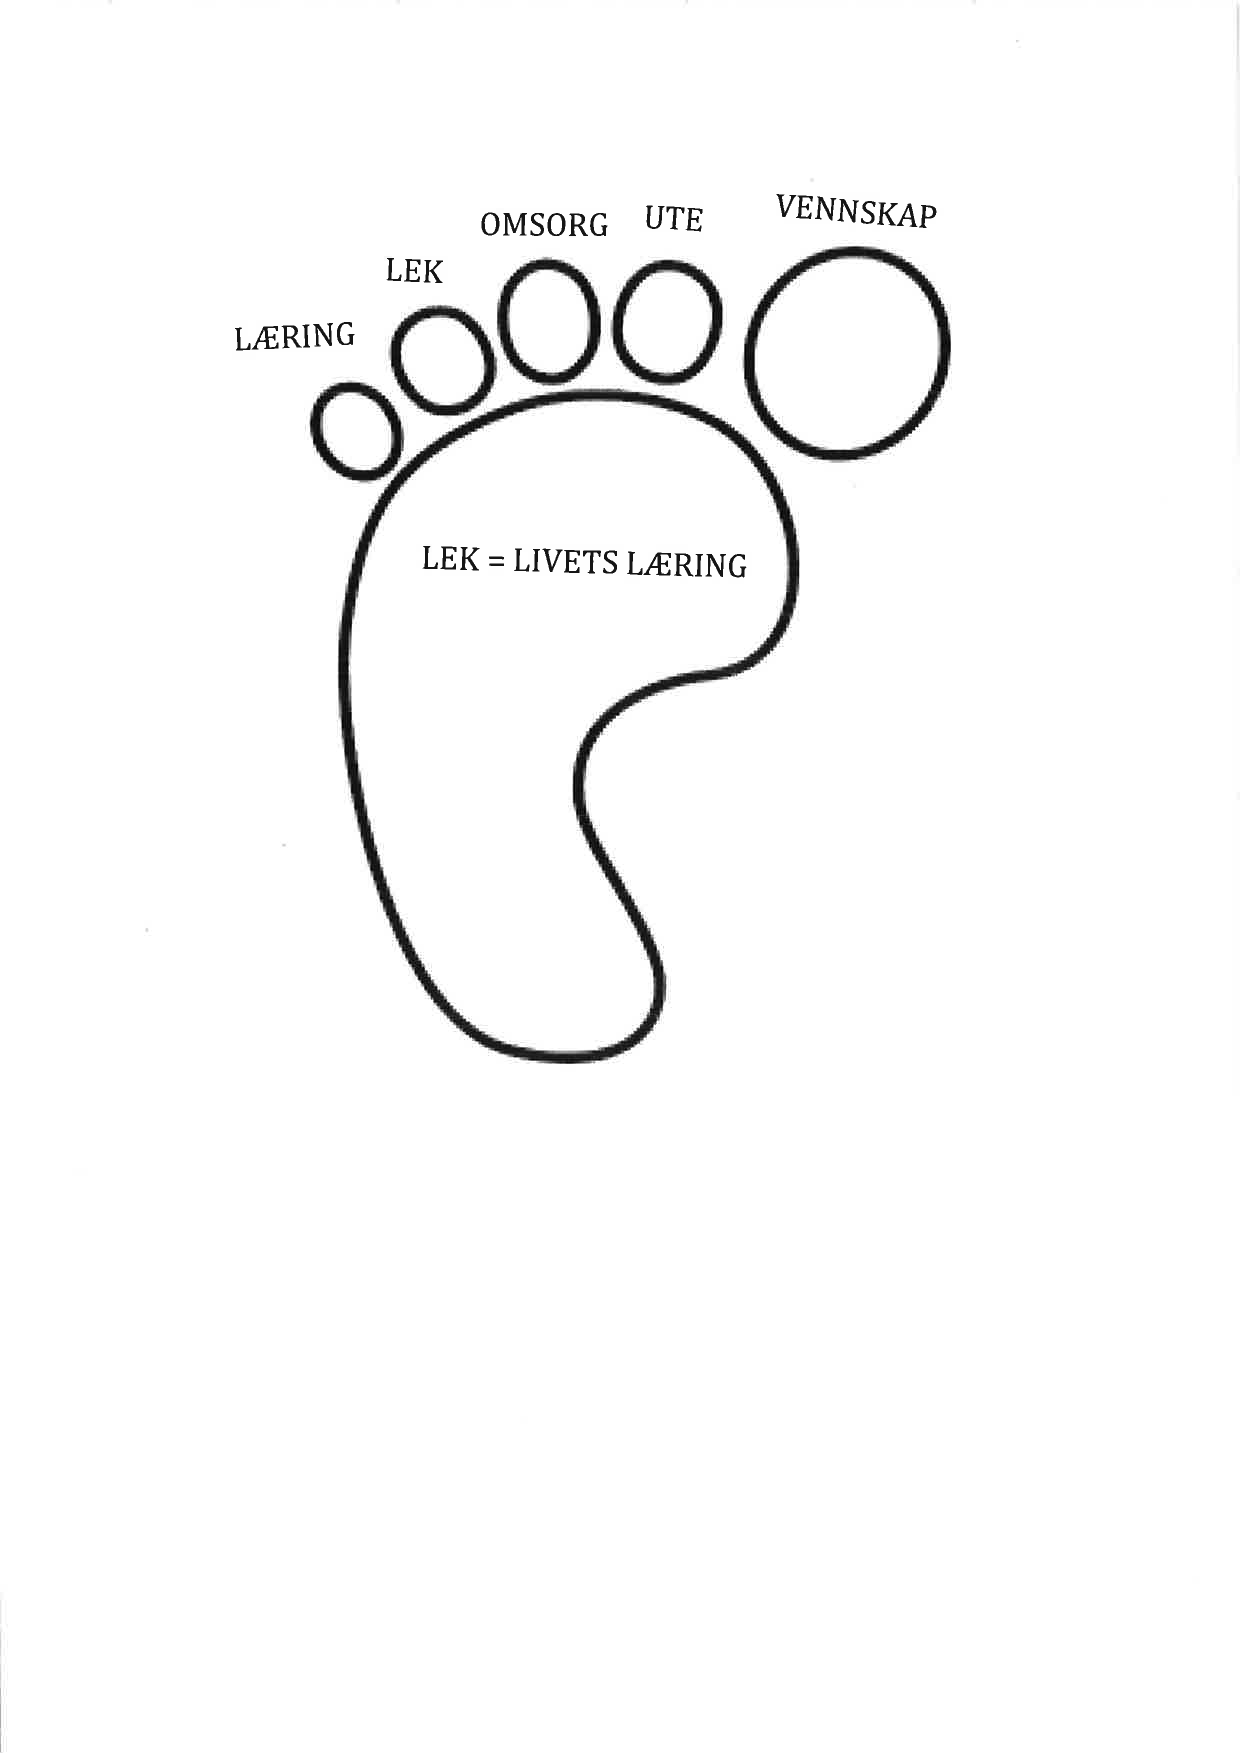 VENNSKAP
OMSORG
UTE
LEK
LÆRING
LEK = LIVETS LÆRING